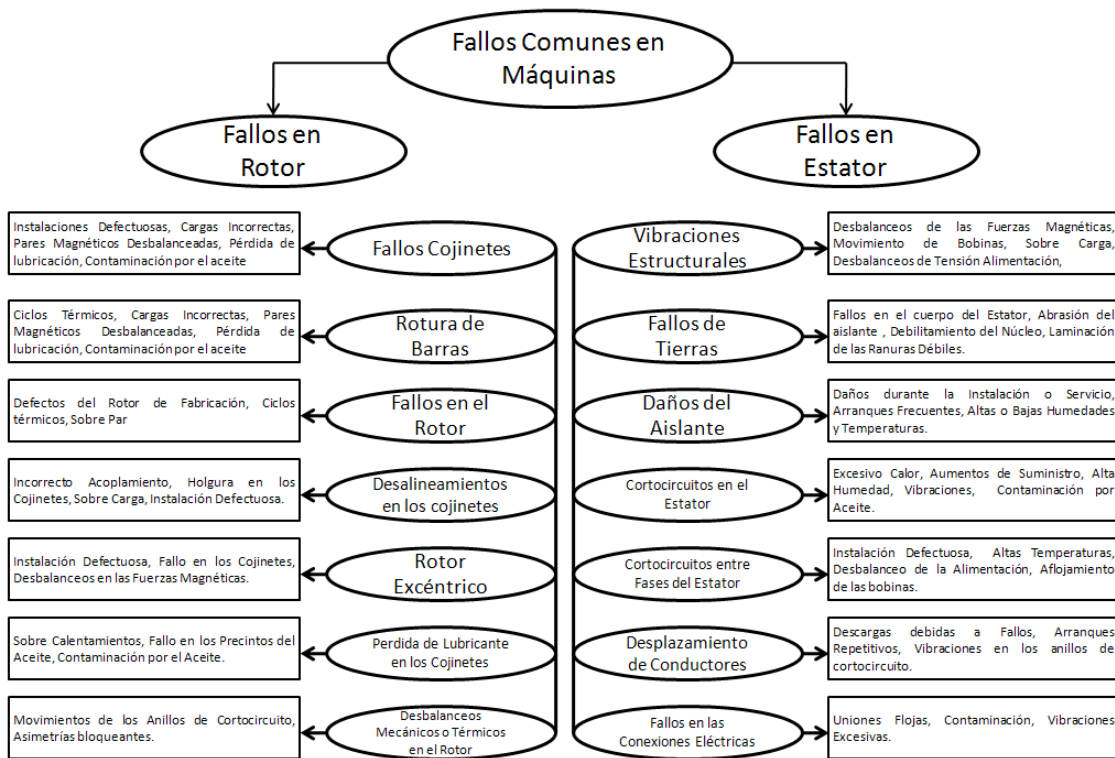 Fallos Comunes en
Máquinas
Fallos en
Rotor
Fallos en
Estator
Instalaciones Defectuosas, Cargas Incorrectas,
Pares Magnéticos Desbalanceadas, Pérdida de
lubricación, Contaminación por el aceite
Fallos Cojinetes
Vibraciones
Estructurales
Desbalanceos de las Fuerzas Magnéticas,
Movimiento de Bobinas, Sobre Carga,
Desbalanceos de Tensión Alimentación,
Ciclos Térmicos, Cargas Incorrectas, Pares
Magnéticos Desbalanceadas, Pérdida de
lubricación, Contaminación por el aceite
Rotura de
Barras
Fallos de
Tierras
Fallos en el cuerpo del Estator, Abrasión del
aislante , Debilitamiento del Núcleo, Laminación
de las Ranuras Débiles.
Defectos del Rotor de Fabricación, Ciclos
térmicos, Sobre Par
Fallos en el
Rotor
Daños del
Aislante
Daños durante la Instalación o Servicio,
Arranques Frecuentes, Altas o Bajas Humedades
y Temperaturas.
Incorrecto Acoplamiento, Holgura en los
Cojinetes, Sobre Carga, Instalación Defectuosa.
Desalineamientos
en los cojinetes
Cortocircuitos en el
Estator
Excesivo Calor, Aumentos de Suministro, Alta
Humedad, Vibraciones, Contaminación por
Aceite.
Instalación Defectuosa, Fallo en los Cojinetes,
Desbalanceos en las Fuerzas Magnéticas.
Rotor
Excéntrico
Cortocircuitos entre
Fases del Estator
Instalación Defectuosa, Altas Temperaturas,
Desbalanceo de la Alimentación, Aflojamiento
de las bobinas.
Sobre Calentamientos, Fallo en los Precintos del
Aceite, Contaminación por el Aceite.
Perdida de Lubricante
en los Cojinetes
Desplazamiento
de Conductores
Descargas debidas a Fallos, Arranques
Repetitivos, Vibraciones en los anillos de
cortocircuito.
Movimientos de los Anillos de Cortocircuito,
Asimetrías bloqueantes.
Desbalanceos
Mecánicos o Térmicos
en el Rotor
Fallos en las
Conexiones Eléctricas
Uniones Flojas, Contaminación, Vibraciones
Excesivas.